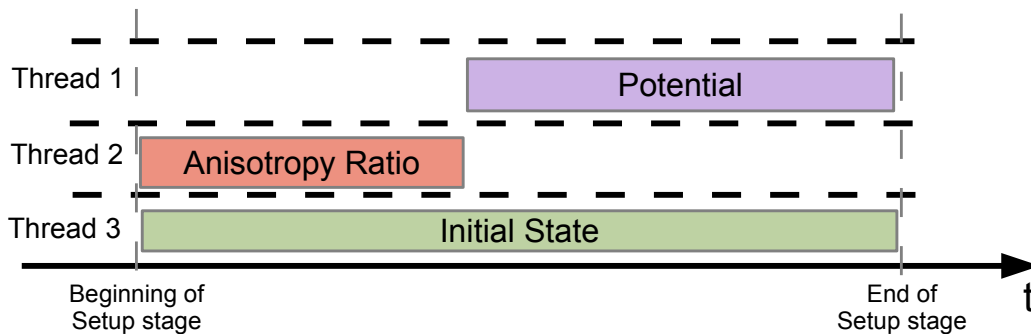 Thread 1
Potential
Thread 2
Anisotropy Ratio
Thread 3
Initial State
t
Beginning of
Setup stage
End of
Setup stage